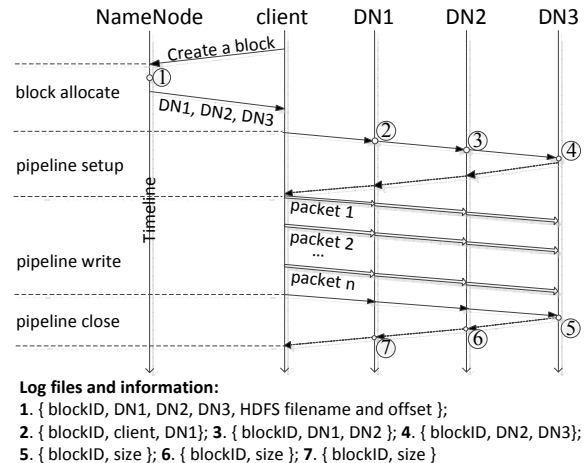 NameNode client DN1 DN2 DN3
Create a block
1
block allocate
DN1, DN2, DN3
2
3
4
pipeline setup
Timeline
packet 1
packet 2
...
pipeline write
packet n
pipeline close
5
6
7
Log files and information:
1. { blockID, DN1, DN2, DN3, HDFS filename and offset };
2. { blockID, client, DN1}; 3. { blockID, DN1, DN2 }; 4. { blockID, DN2, DN3};
5. { blockID, size }; 6. { blockID, size }; 7. { blockID, size }